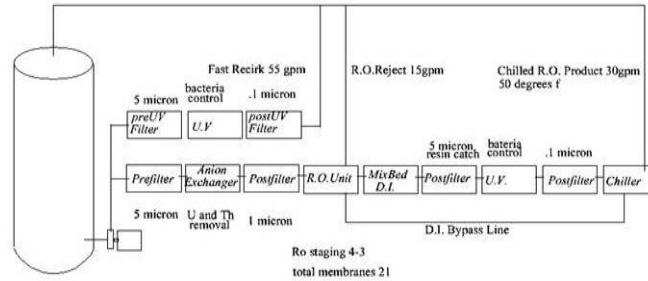 Fast Recirk 55 gpm
R.O.Reject 15gpm
Chilled R.O. Product 30gpm
50 degrees f
5 micron
bacteria
control
.1 micron
preUV
Filter
U.V
postUV
Filter
5 micron
resin catch
bateria
control
.1 micron
Prefilter
Anion
Exchanger
Postfilter
R.O.Unit
MixBed
D.I.
Postfilter
U.V.
Postfilter
Chiller
5 micron
U and Th
removal
1 micron
D.I. Bypass Line
Ro staging 4-3
total membranes 21